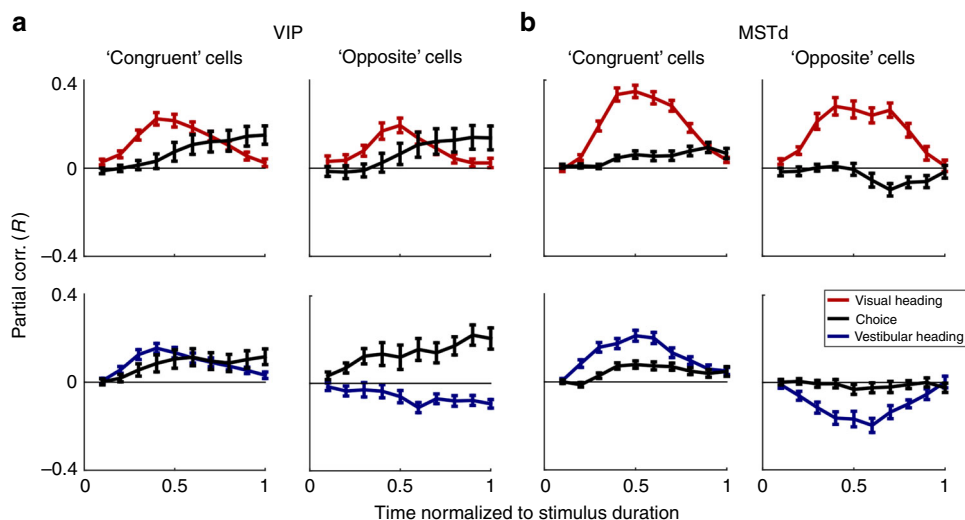 a
VIP
b
MSTd
'Congruent' cells
'Opposite' cells
'Congruent' cells
'Opposite' cells
0.4
0
–0.4
0.4
0
–0.4
Partial corr. (R)
Visual heading
Choice
Vestibular heading
0
0.5
1
0
0.5
1
0
0.5
1
0
0.5
1
Time normalized to stimulus duration